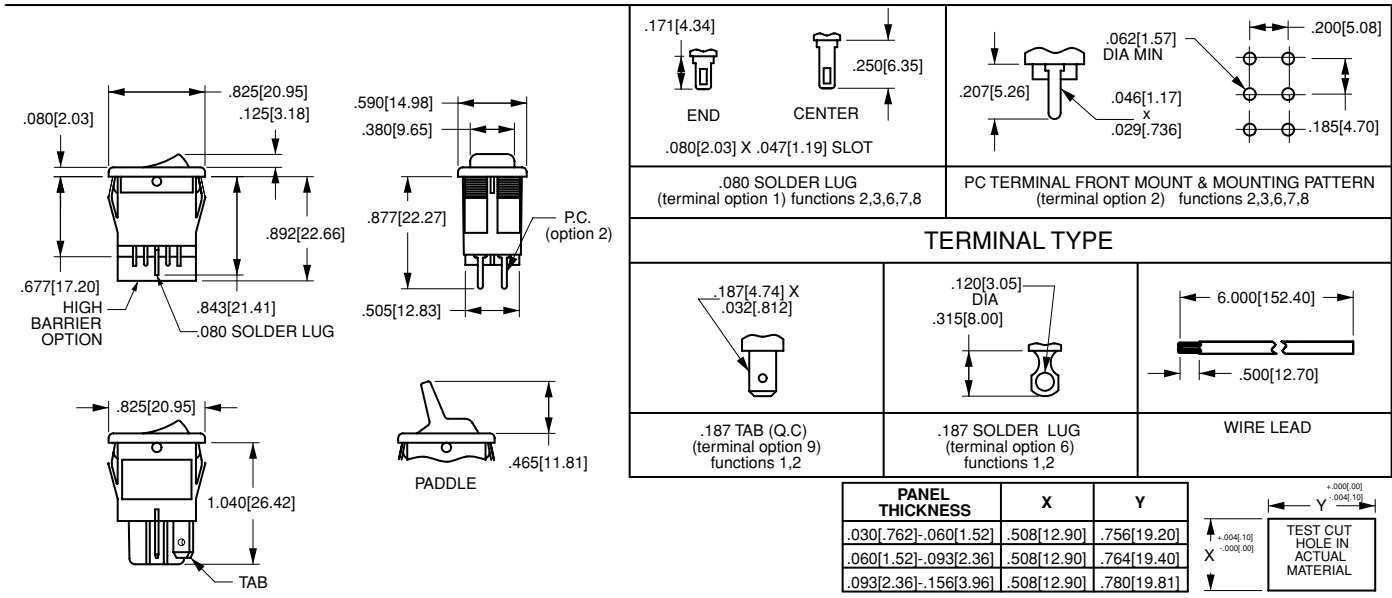 .825[20.95]
.125[3.18]
.080[2.03]
.892[22.66]
.677[17.20]
HIGH
BARRIER
OPTION
.843[21.41]
.080 SOLDER LUG
.590[14.98]
.380[9.65]
.877[22.27]
P.C.
(option 2)
.505[12.83]
.825[20.95]
1.040[26.42]
TAB
.465[11.81]
PADDLE
.171[4.34]
.250[6.35]
END
CENTER
.080[2.03] X .047[1.19] SLOT
.080 SOLDER LUG
(terminal option 1) functions 2,3,6,7,8
.062[1.57]
DIA MIN
.200[5.08]
.207[5.26]
.046[1.17]
x
.029[.736]
.185[4.70]
PC TERMINAL FRONT MOUNT & MOUNTING PATTERN
(terminal option 2) functions 2,3,6,7,8
TERMINAL TYPE
.187[4.74] X
.032[.812]
.187 TAB (Q.C)
(terminal option 9)
functions 1,2
.120[3.05]
DIA
.315[8.00]
.187 SOLDER LUG
(terminal option 6)
functions 1,2
6.000[152.40]
.500[12.70]
WIRE LEAD
PANEL THICKNESS X Y
.030[.762]-.060[1.52] .508[12.90] .756[19.20]
.060[1.52]-.093[2.36] .508[12.90] .764[19.40]
.093[2.36]-.156[3.96] .508[12.90] .780[19.81]
Y +.000[.00]
-.004[.10]
X +.004[.10]
-.000[.00]
TEST CUT
HOLE IN
ACTUAL
MATERIAL